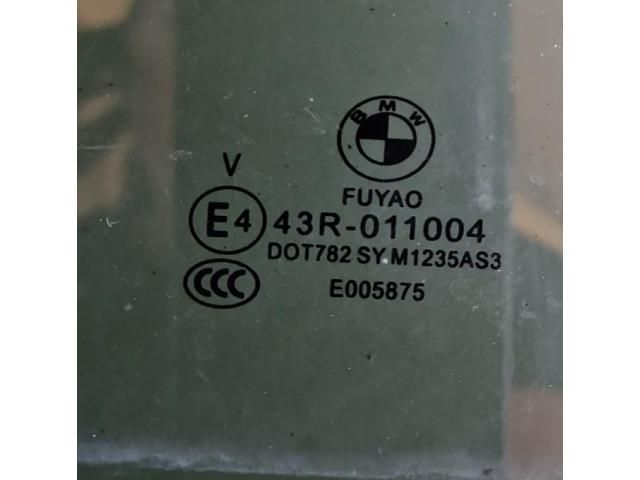 BMW
V
FUYAO
E4 43R-011004
DOT782 SY M1235AS3
CCC E005875